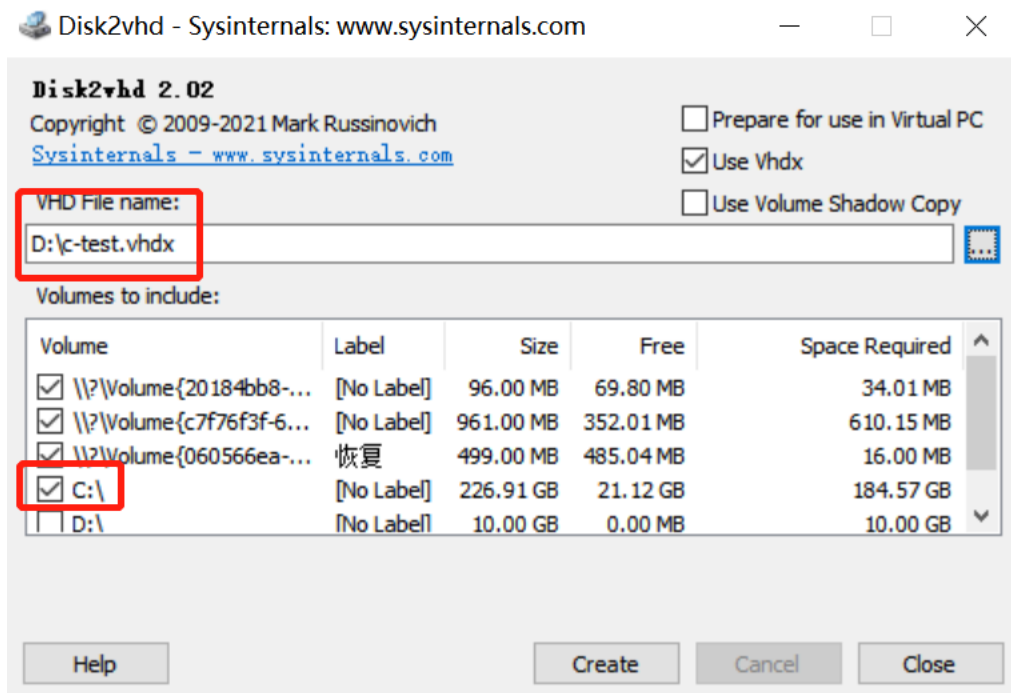 Disk2vhd - Sysinternals: www.sysinternals.com
Disk2vhd 2.02
Copyright © 2009-2021 Mark Russinovich
Sysinternals - www.sysinternals.com
Prepare for use in Virtual PC
Use Vhdx
Use Volume Shadow Copy
VHD File name:
D:\c-test.vhdx
...
Volumes to include:
Volume Label Size Free Space Required
\\?\Volume{20184bb8-... [No Label] 96.00 MB 69.80 MB 34.01 MB
\\?\Volume{c7f76f3f-6... [No Label] 961.00 MB 352.01 MB 610.15 MB
\\?\Volume{060566ea-... 恢复 499.00 MB 485.04 MB 16.00 MB
C:\ [No Label] 226.91 GB 21.12 GB 184.57 GB
D:\ [No Label] 10.00 GB 0.00 MB 10.00 GB
Help Create Cancel Close